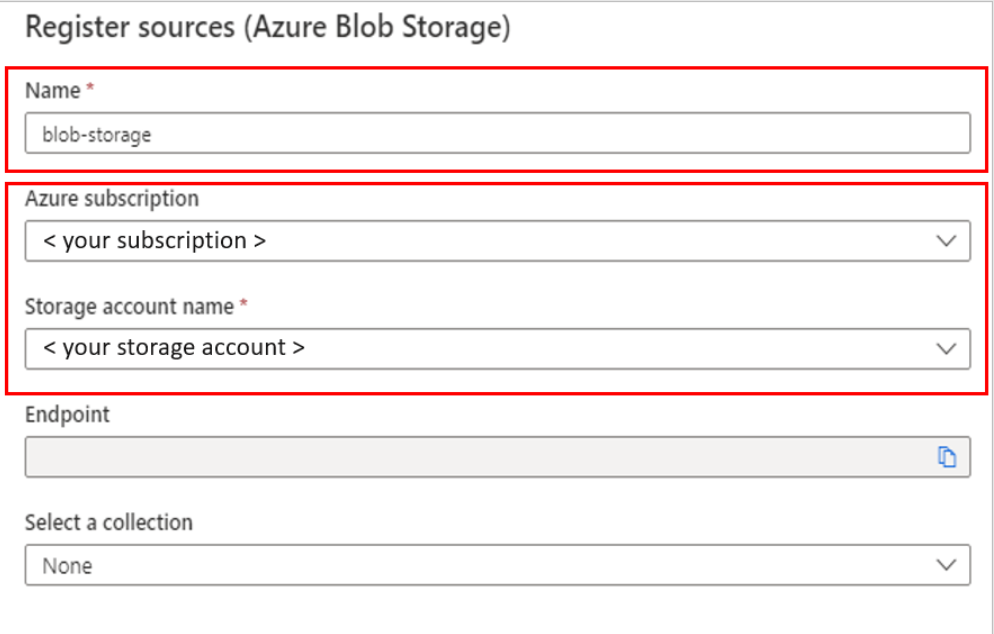 Register sources (Azure Blob Storage)
Name *
blob-storage
Azure subscription
< your subscription >
Storage account name *
< your storage account >
Endpoint
Select a collection
None